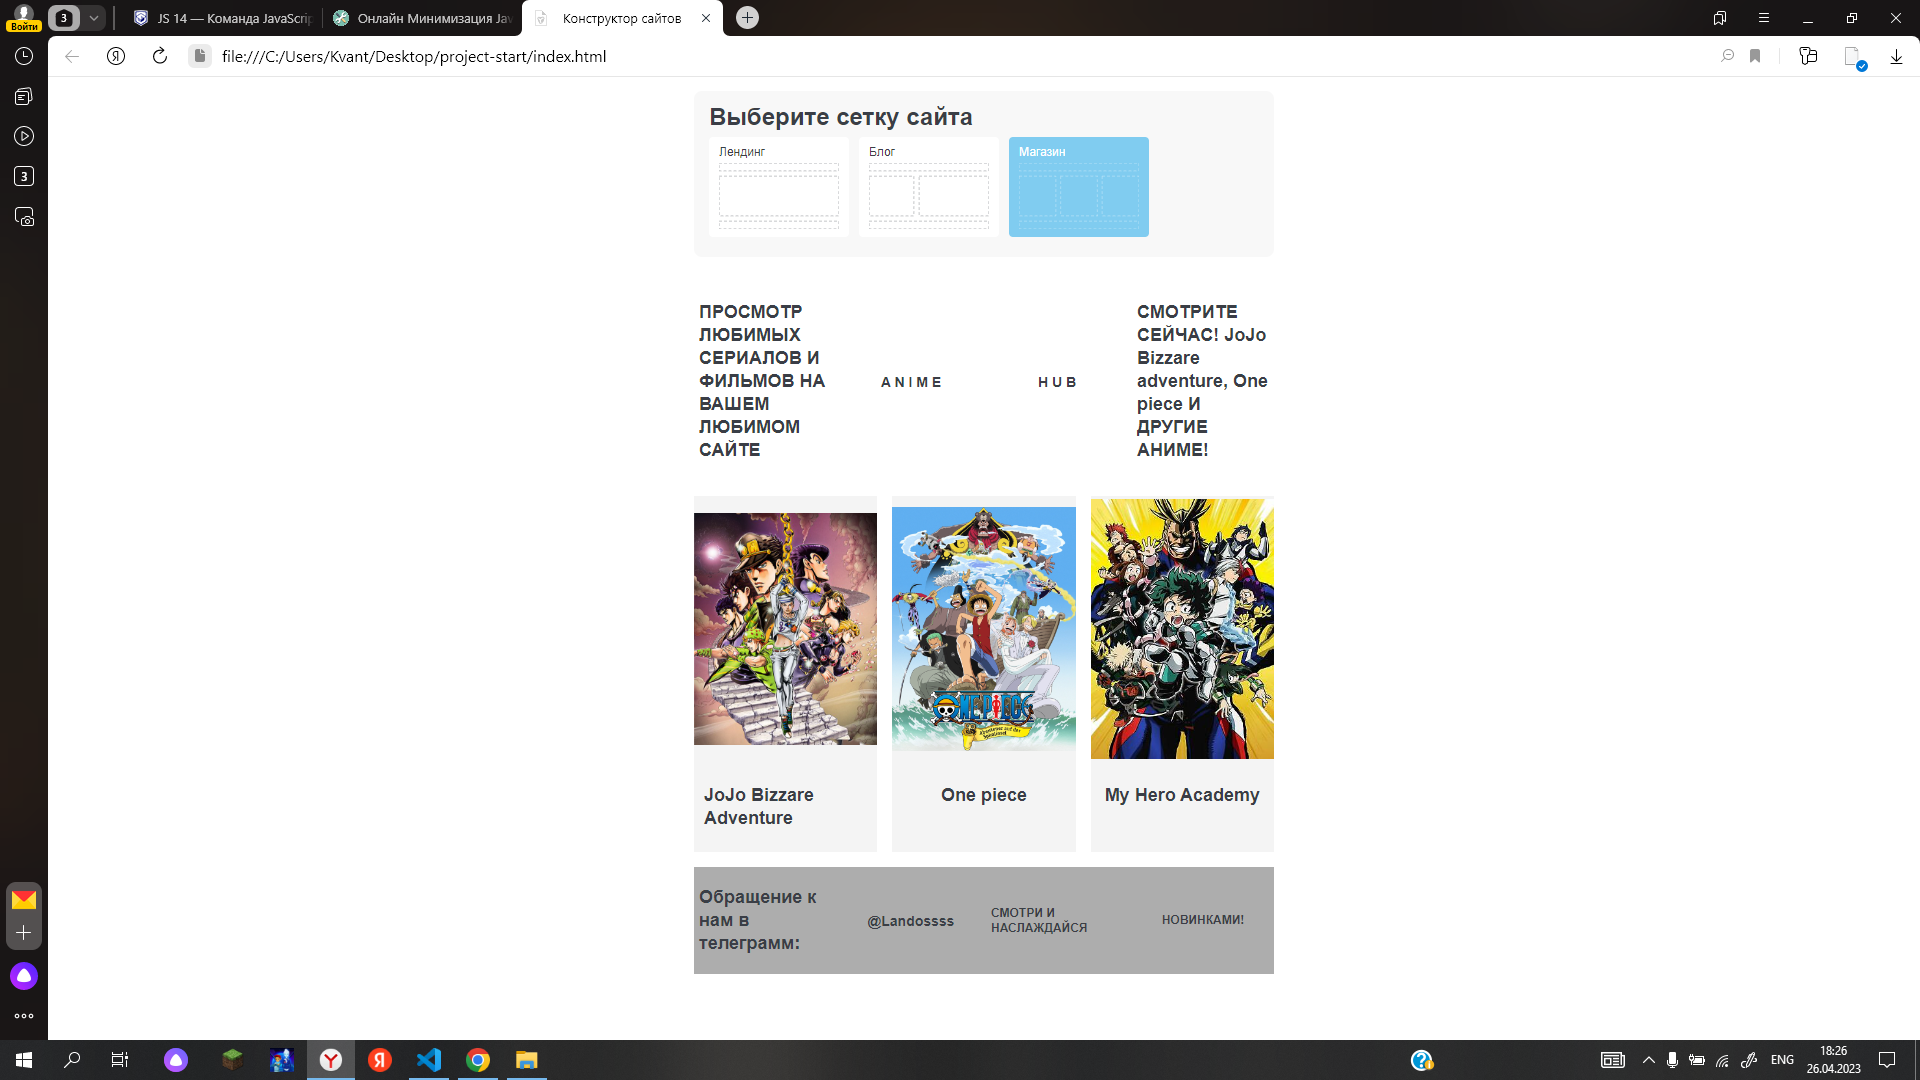 Войти
3
JS 14 — Команда JavaScrip
Онлайн Минимизация Jav
Конструктор сайтов
file:///C:/Users/Kvant/Desktop/project-start/index.html
3
Выберите сетку сайта
Лендинг
Блог
Магазин
ПРОСМОТР
ЛЮБИМЫХ
СЕРИАЛОВ И
ФИЛЬМОВ НА
ВАШЕМ
ЛЮБИМОМ
САЙТЕ
ANIME
HUB
СМОТРИТЕ
СЕЙЧАС! JoJo
Bizzare
adventure, One
piece И
ДРУГИЕ
АНИМЕ!
ONE PIECE
JoJo Bizzare
Adventure
One piece
My Hero Academy
Обращение к
нам в
телеграмм:
@Landossss
СМОТРИ И
НАСЛАЖДАЙСЯ
НОВИНКАМИ!
ENG
18:26
26.04.2023